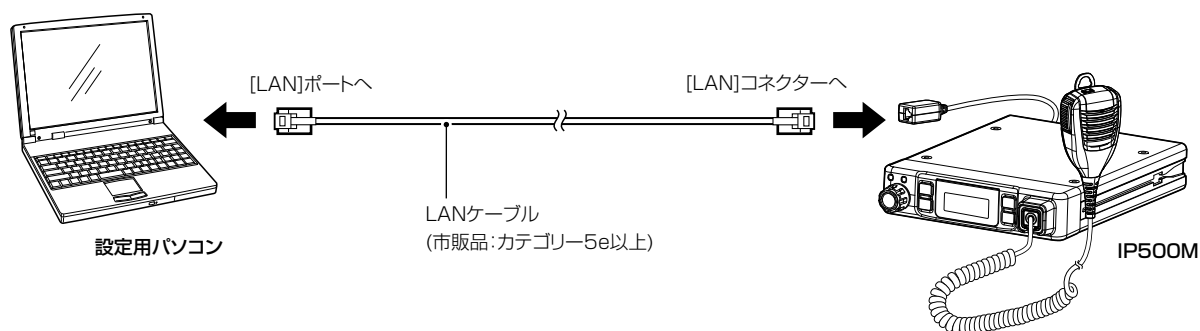 [LAN]ポートへ
[LAN]コネクターへ
LANケーブル
(市販品:カテゴリー5e以上)
設定用パソコン
IP500M